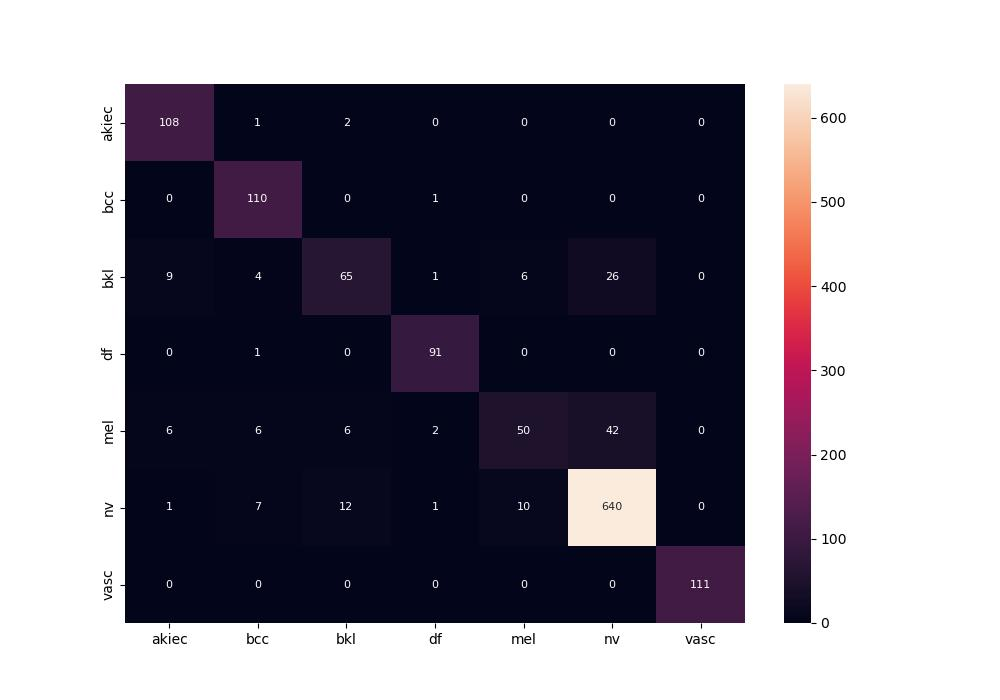 akiec 108 1 2 0 0 0 0
bcc 0 110 0 1 0 0 0
bkl 9 4 65 1 6 26 0
df 0 1 0 91 0 0 0
mel 6 6 6 2 50 42 0
nv 1 7 12 1 10 640 0
vasc 0 0 0 0 0 0 111
akiec bcc bkl df mel nv vasc
600
500
400
300
200
100
0